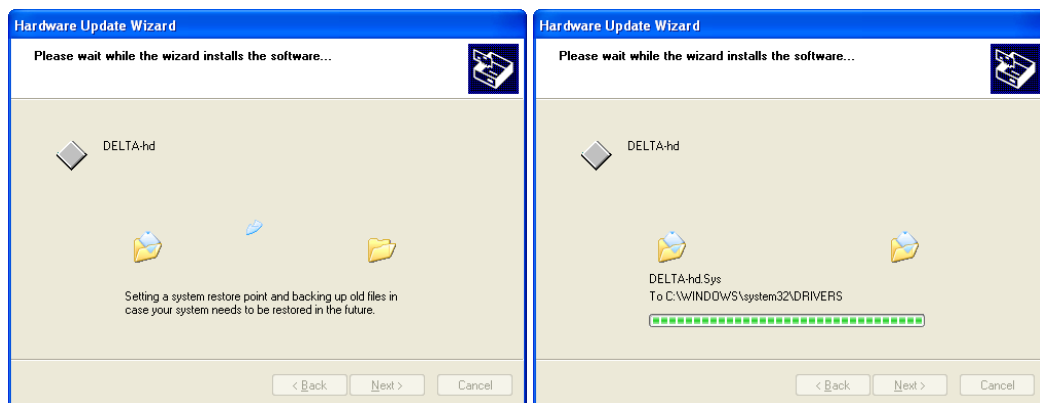 Hardware Update Wizard
Please wait while the wizard installs the software...
DELTA-hd
Setting a system restore point and backing up old files in
case your system needs to be restored in the future.
< Back Next > Cancel
Hardware Update Wizard
Please wait while the wizard installs the software...
DELTA-hd
DELTA-hd.Sys
To C:\WINDOWS\system32\DRIVERS
< Back Next > Cancel